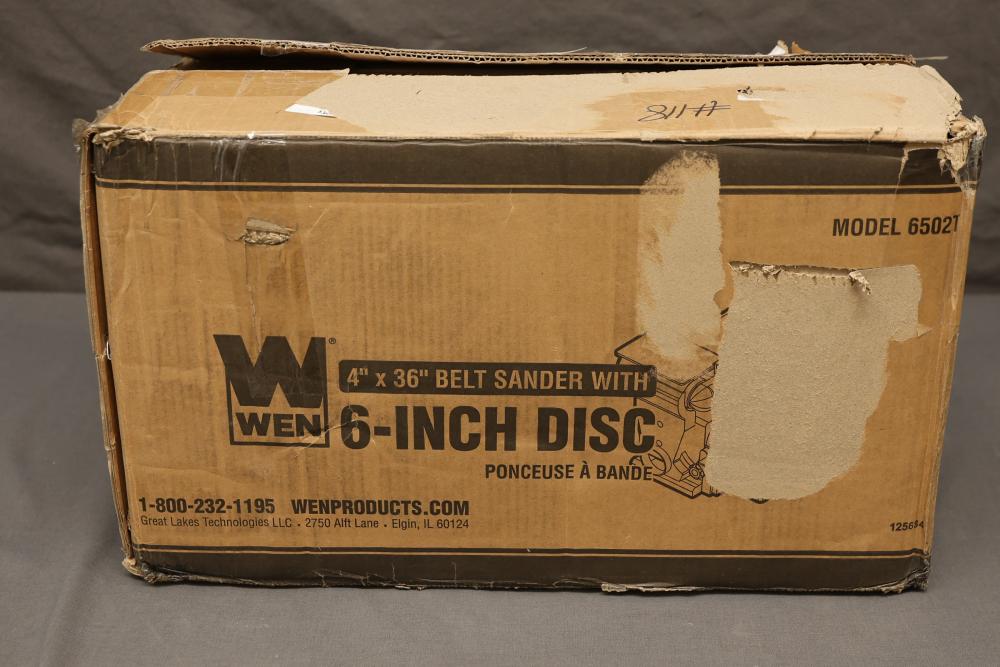 #118
MODEL 6502T
W®
WEN
4" x 36" BELT SANDER WITH
6-INCH DISC
PONCEUSE À BANDE
1-800-232-1195 WENPRODUCTS.COM
Great Lakes Technologies LLC . 2750 Alft Lane . Elgin, IL 60124